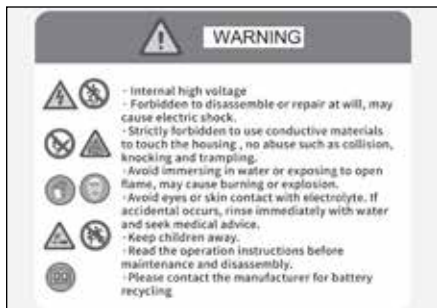 WARNING
· Internal high voltage
· Forbidden to disassemble or repair at will, may
cause electric shock.
·Strictly forbidden to use conductive materials
to touch the housing , no abuse such as collision,
knocking and trampling.
·Avoid immersing in water or exposing to open
flame, may cause burning or explosion.
·Avoid eyes or skin contact with electrolyte. If
accidental occurs, rinse immediately with water
and seek medical advice.
·Keep children away.
·Read the operation instructions before
maintenance and disassembly.
·Please contact the manufacturer for battery
recycling